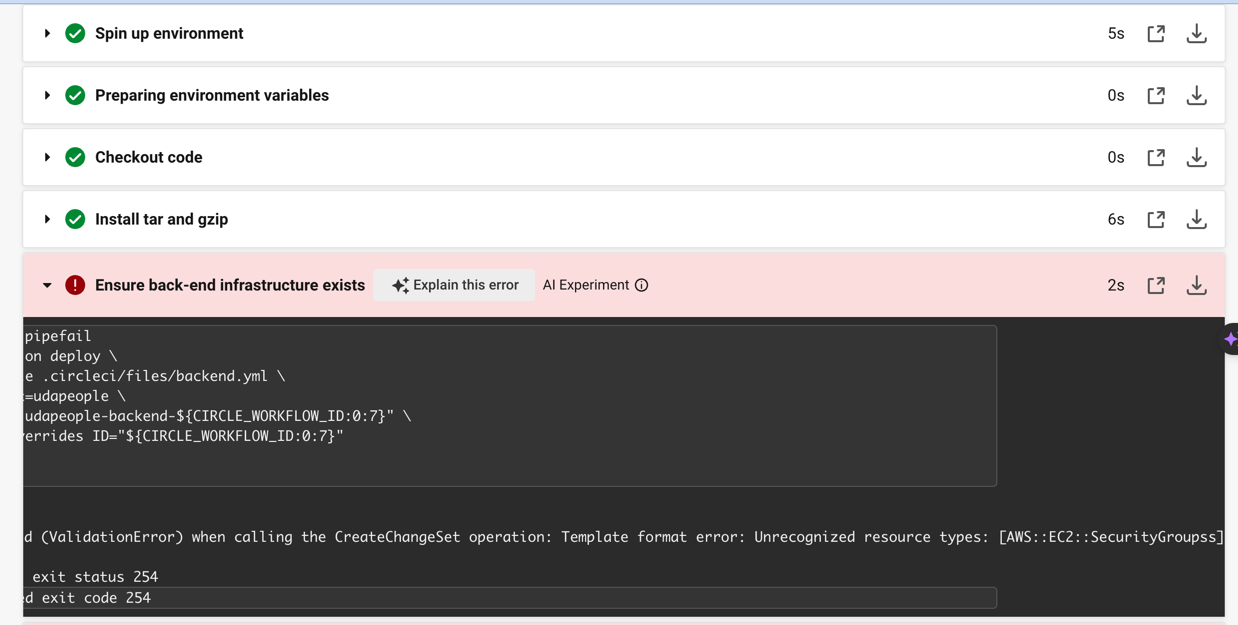 Spin up environment 5s
Preparing environment variables 0s
Checkout code 0s
Install tar and gzip 6s
Ensure back-end infrastructure exists Explain this error AI Experiment 2s
pipefail
on deploy \
e .circleci/files/backend.yml \
=udapeople \
udapeople-backend-${CIRCLE_WORKFLOW_ID:0:7}" \
errides ID="${CIRCLE_WORKFLOW_ID:0:7}"
d (ValidationError) when calling the CreateChangeSet operation: Template format error: Unrecognized resource types: [AWS::EC2::SecurityGroupss]
exit status 254
ed exit code 254